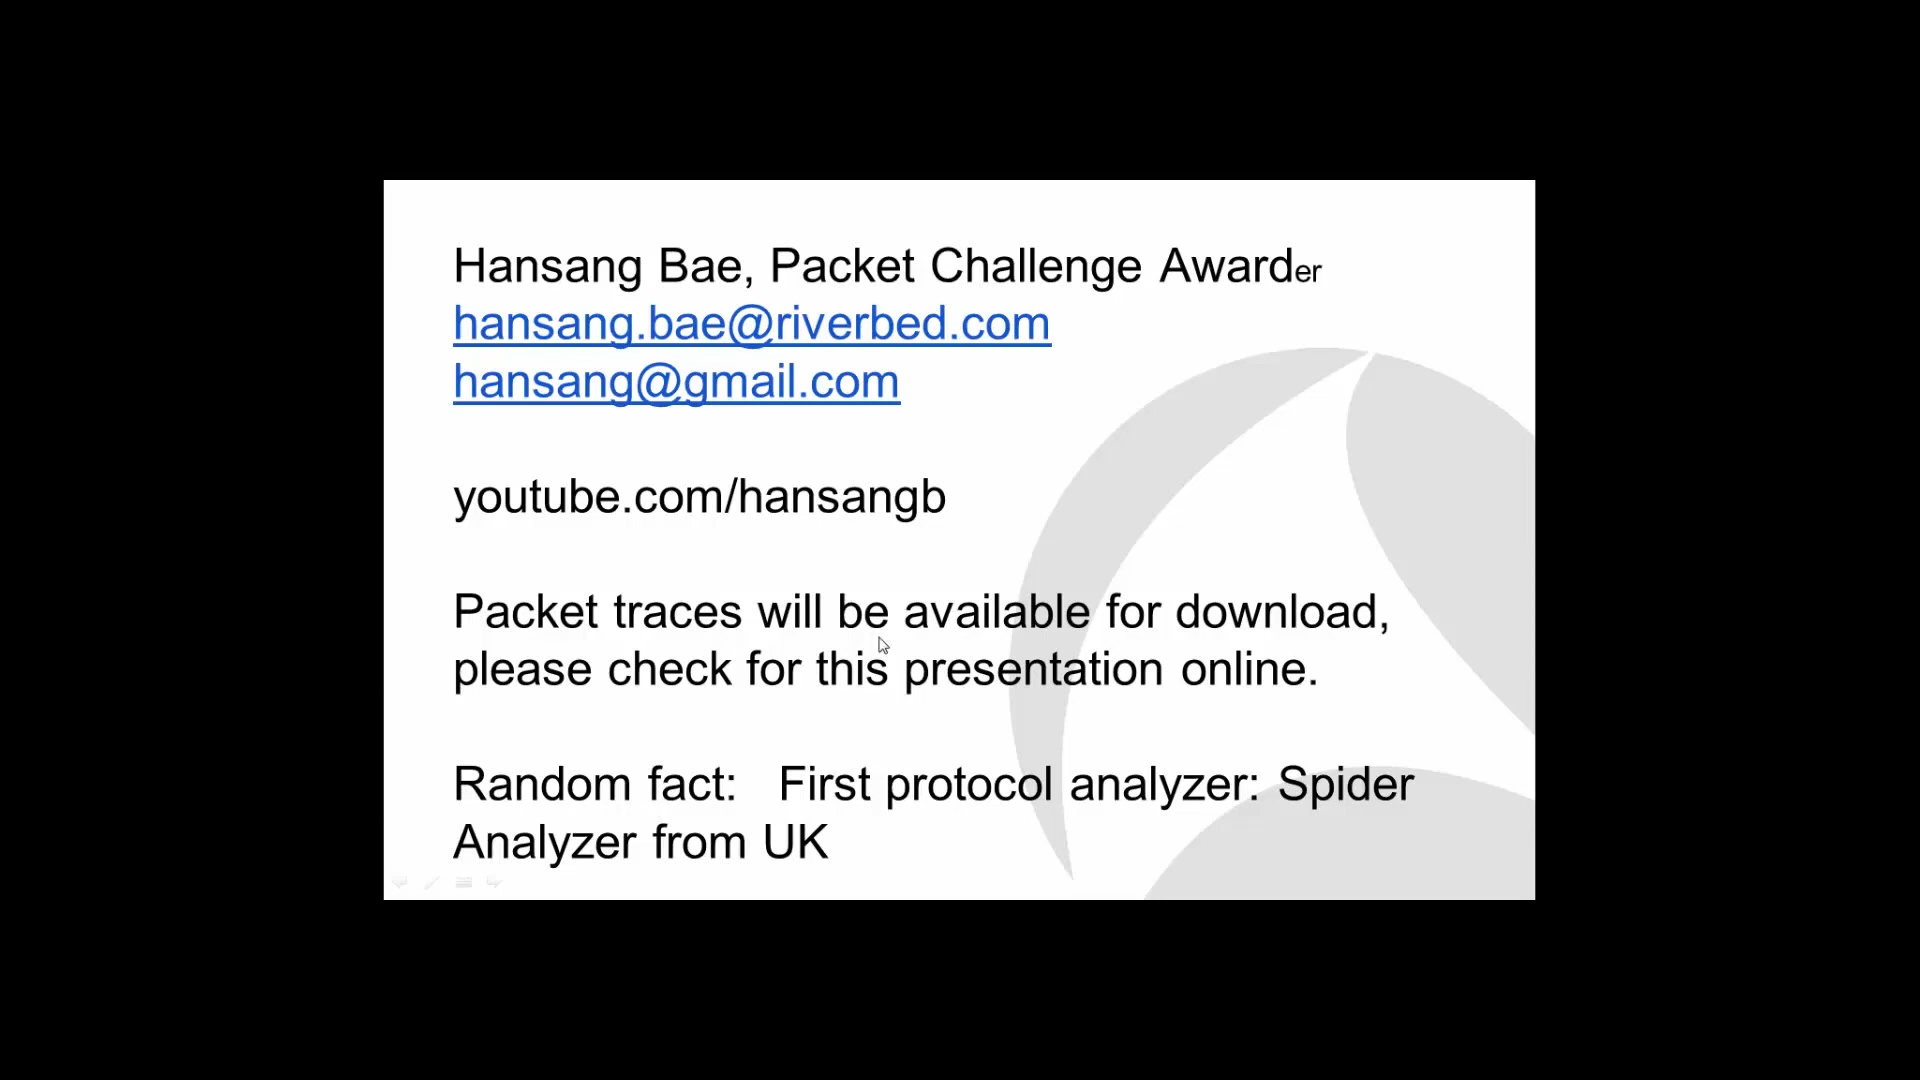 Hansang Bae, Packet Challenge Awarder
hansang.bae@riverbed.com
hansang@gmail.com
youtube.com/hansangb
Packet traces will be available for download,
please check for this presentation online.
Random fact:   First protocol analyzer: Spider
Analyzer from UK